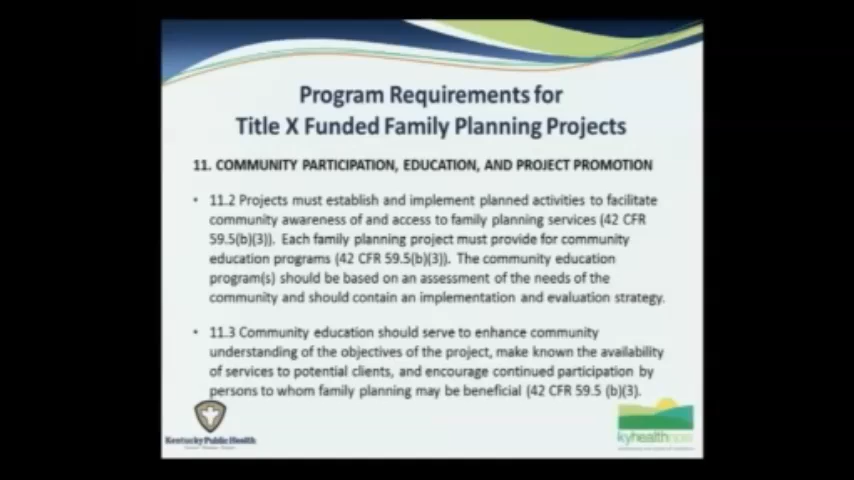 Program Requirements for
Title X Funded Family Planning Projects
11. COMMUNITY PARTICIPATION, EDUCATION, AND PROJECT PROMOTION
• 11.2 Projects must establish and implement planned activities to facilitate
community awareness of and access to family planning services (42 CFR
59.5(b)(3)). Each family planning project must provide for community
education programs (42 CFR 59.5(b)(3)). The community education
program(s) should be based on an assessment of the needs of the
community and should contain an implementation and evaluation strategy.
• 11.3 Community education should serve to enhance community
understanding of the objectives of the project, make known the availability
of services to potential clients, and encourage continued participation by
persons to whom family planning may be beneficial (42 CFR 59.5 (b)(3).
Kentucky Public Health
kyhealthnow